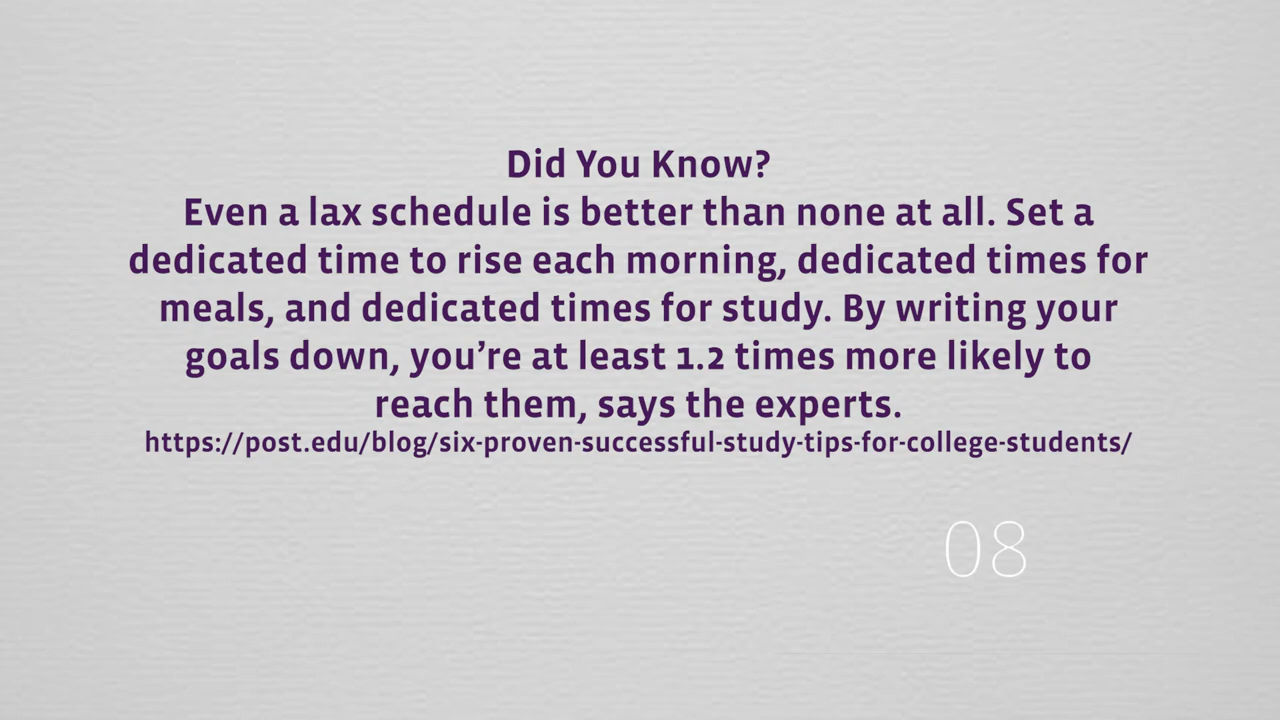 Did You Know?
Even a lax schedule is better than none at all. Set a
dedicated time to rise each morning, dedicated times for
meals, and dedicated times for study. By writing your
goals down, you’re at least 1.2 times more likely to
reach them, says the experts.
https://post.edu/blog/six-proven-successful-study-tips-for-college-students/
08